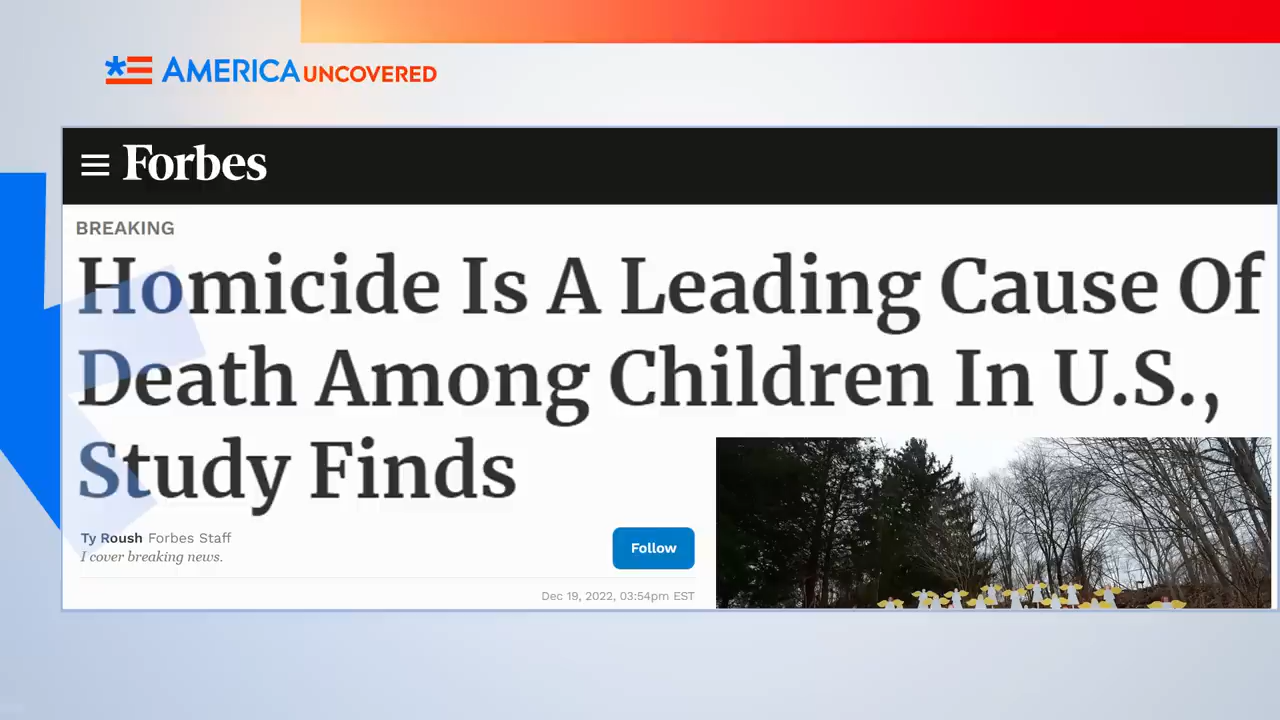 AMERICA UNCOVERED
Forbes
BREAKING
Homicide Is A Leading Cause Of
Death Among Children In U.S.,
Study Finds
Ty Roush Forbes Staff
I cover breaking news.
Follow
Dec 19, 2022, 03:54pm EST